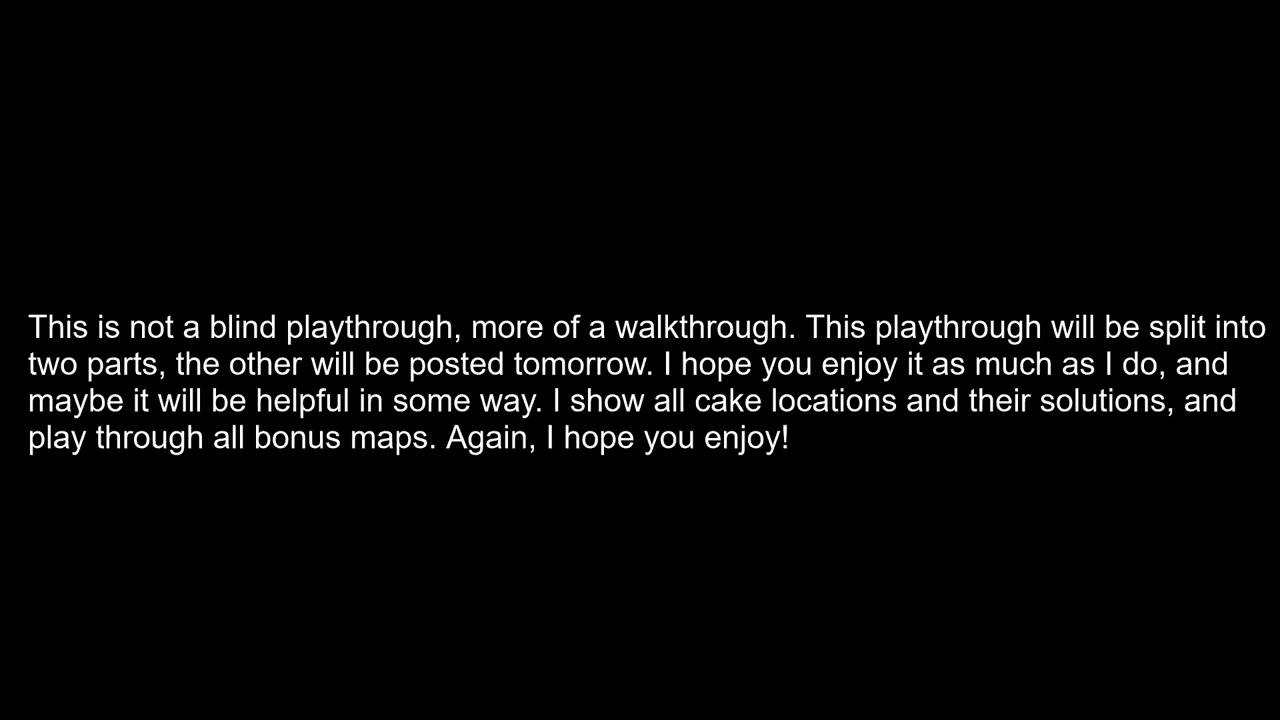 This is not a blind playthrough, more of a walkthrough. This playthrough will be split into
two parts, the other will be posted tomorrow. I hope you enjoy it as much as I do, and
maybe it will be helpful in some way. I show all cake locations and their solutions, and
play through all bonus maps. Again, I hope you enjoy!